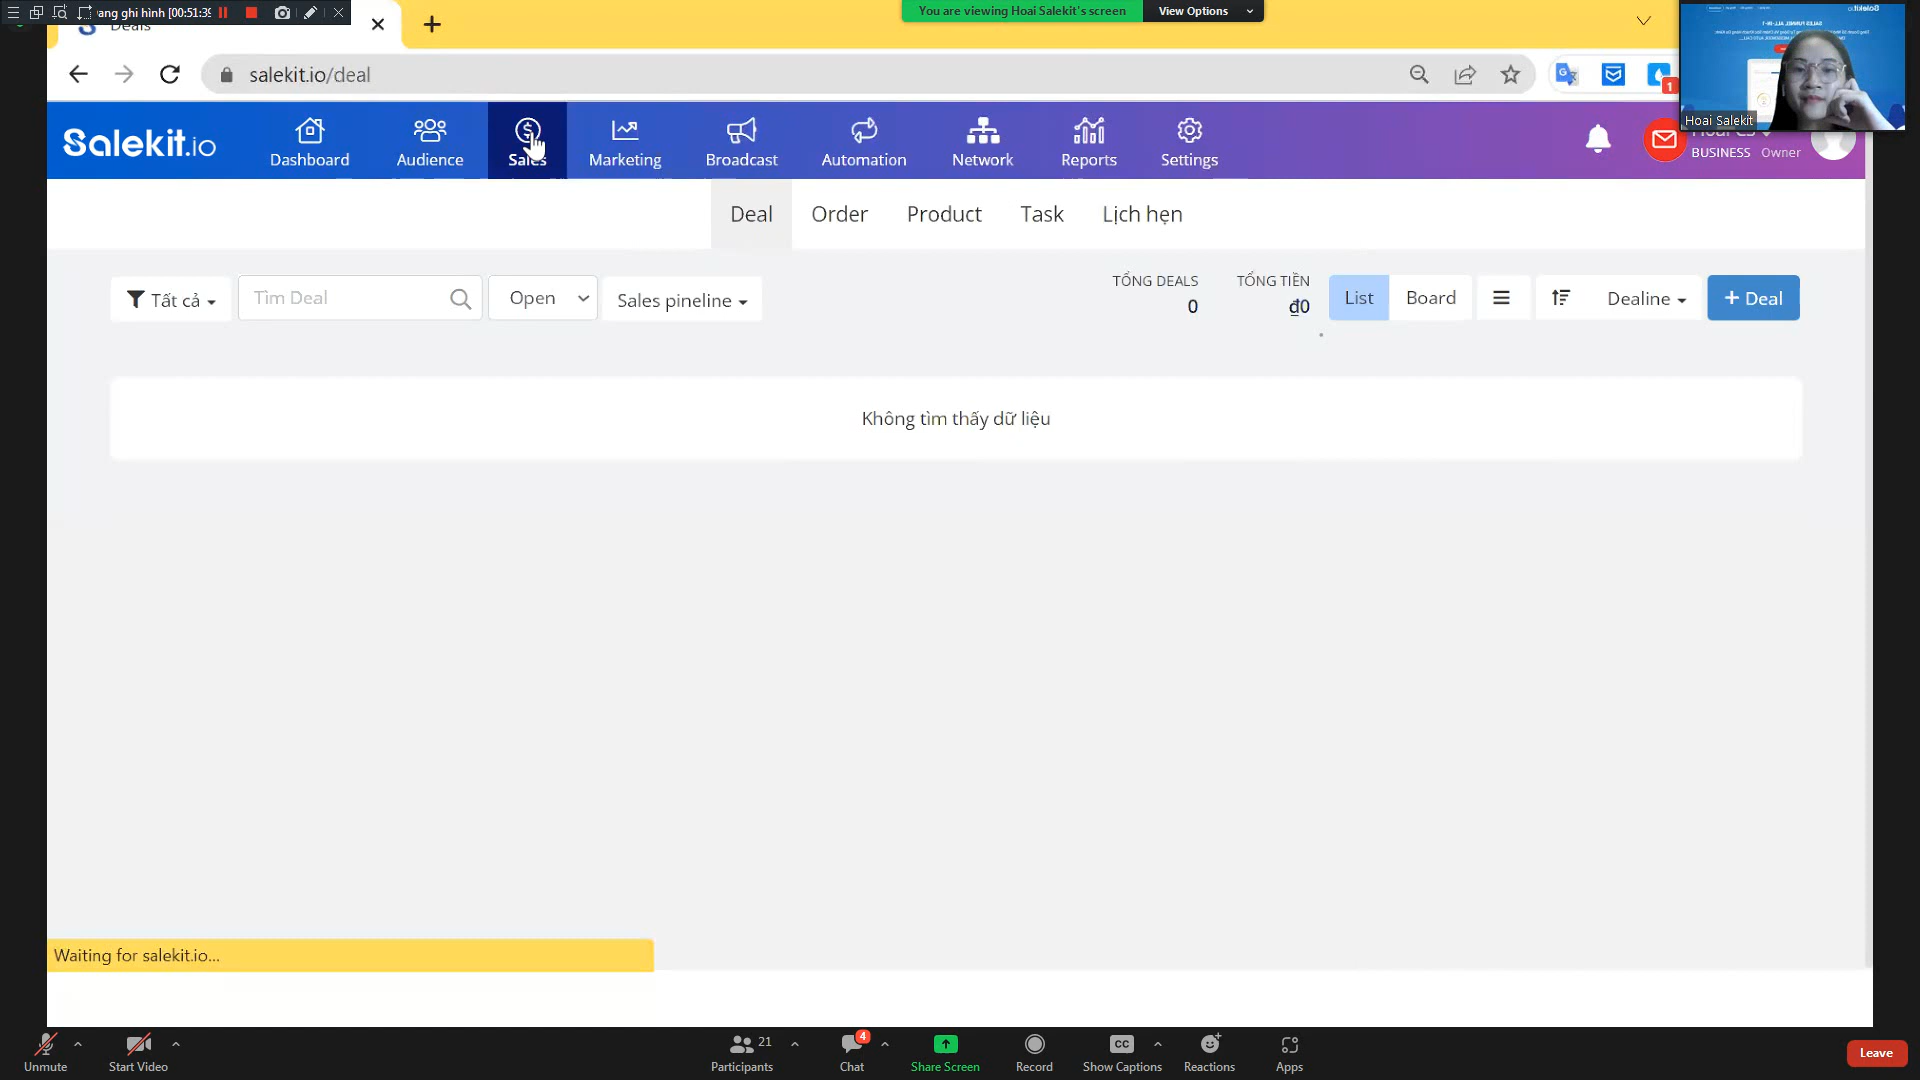 ang ghi hình [00:51:39
You are viewing Hoai Salekit's screen
View Options
Deals
salekit.io/deal
1
Hoai Salekit
Salekit.io
Dashboard
Audience
Sales
Marketing
Broadcast
Automation
Network
Reports
Settings
BUSINESS Owner
Deal
Order
Product
Task
Lịch hẹn
Tất cả
Tìm Deal
Open
Sales pineline
TỔNG DEALS
0
TỔNG TIỀN
₫0
List
Board
Dealine
+ Deal
Không tìm thấy dữ liệu
Waiting for salekit.io...
Unmute
Start Video
21
Participants
4
Chat
Share Screen
Record
CC
Show Captions
Reactions
Apps
Leave